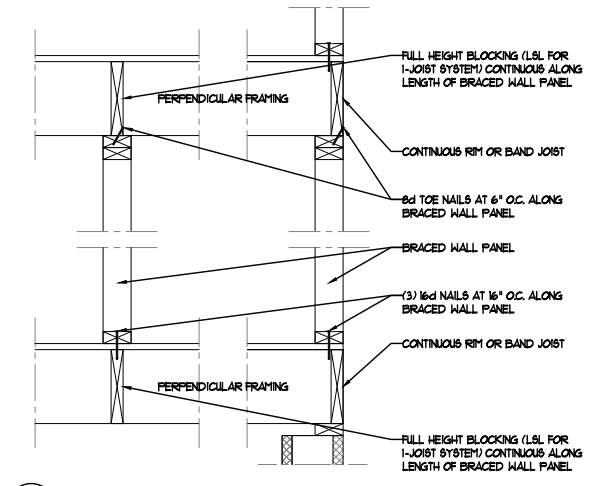 FULL HEIGHT BLOCKING (LSL FOR
I-JOIST SYSTEM) CONTINUOUS ALONG
LENGTH OF BRACED WALL PANEL
PERPENDICULAR FRAMING
CONTINUOUS RIM OR BAND JOIST
8d TOE NAILS AT 6" O.C. ALONG
BRACED WALL PANEL
BRACED WALL PANEL
(3) 16d NAILS AT 16" O.C. ALONG
BRACED WALL PANEL
CONTINUOUS RIM OR BAND JOIST
PERPENDICULAR FRAMING
FULL HEIGHT BLOCKING (LSL FOR
I-JOIST SYSTEM) CONTINUOUS ALONG
LENGTH OF BRACED WALL PANEL